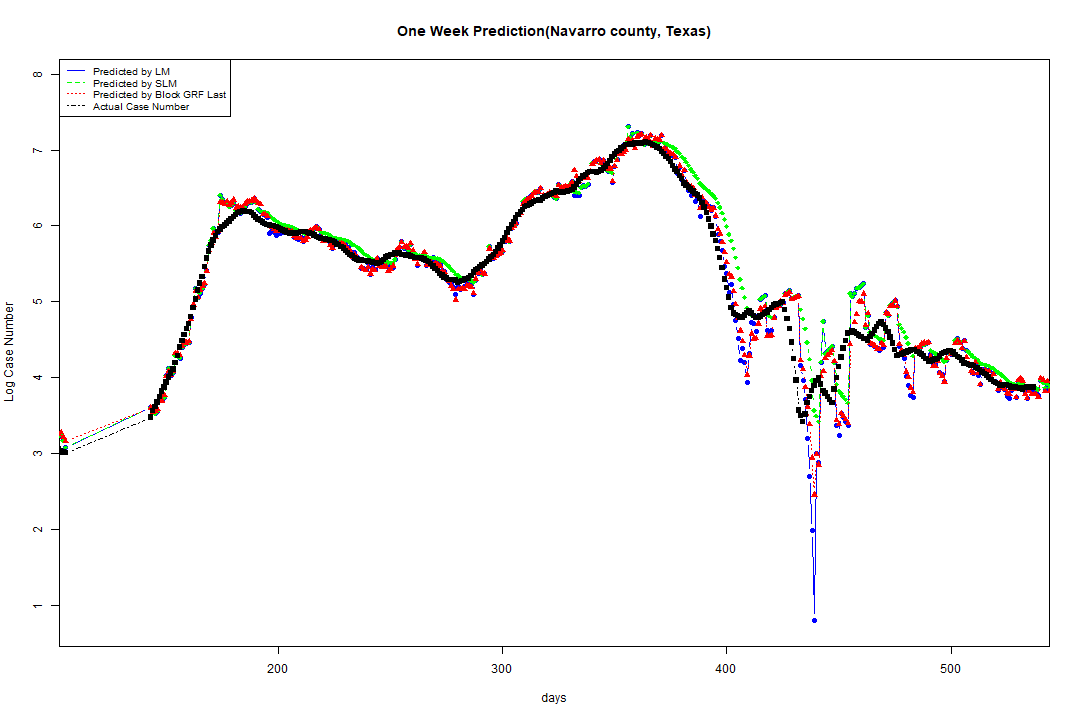 One Week Prediction(Navarro county, Texas)
Predicted by LM
Predicted by SLM
Predicted by Block GRF Last
Actual Case Number
8
7
6
5
4
3
2
1
Log Case Number
200 300 400 500
days